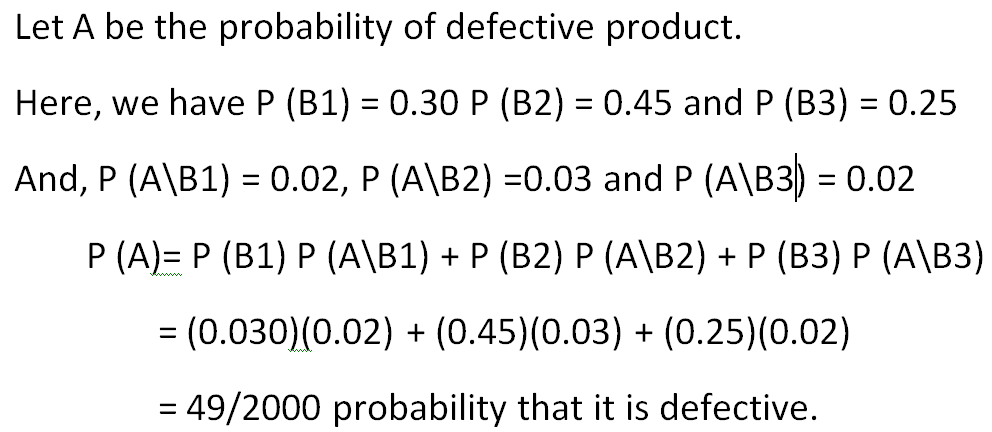 Let A be the probability of defective product.
Here, we have P (B1) = 0.30 P (B2) = 0.45 and P (B3) = 0.25
And, P (A\B1) = 0.02, P (A\B2) =0.03 and P (A\B3) = 0.02
P (A)= P (B1) P (A\B1) + P (B2) P (A\B2) + P (B3) P (A\B3)
= (0.030)(0.02) + (0.45)(0.03) + (0.25)(0.02)
= 49/2000 probability that it is defective.